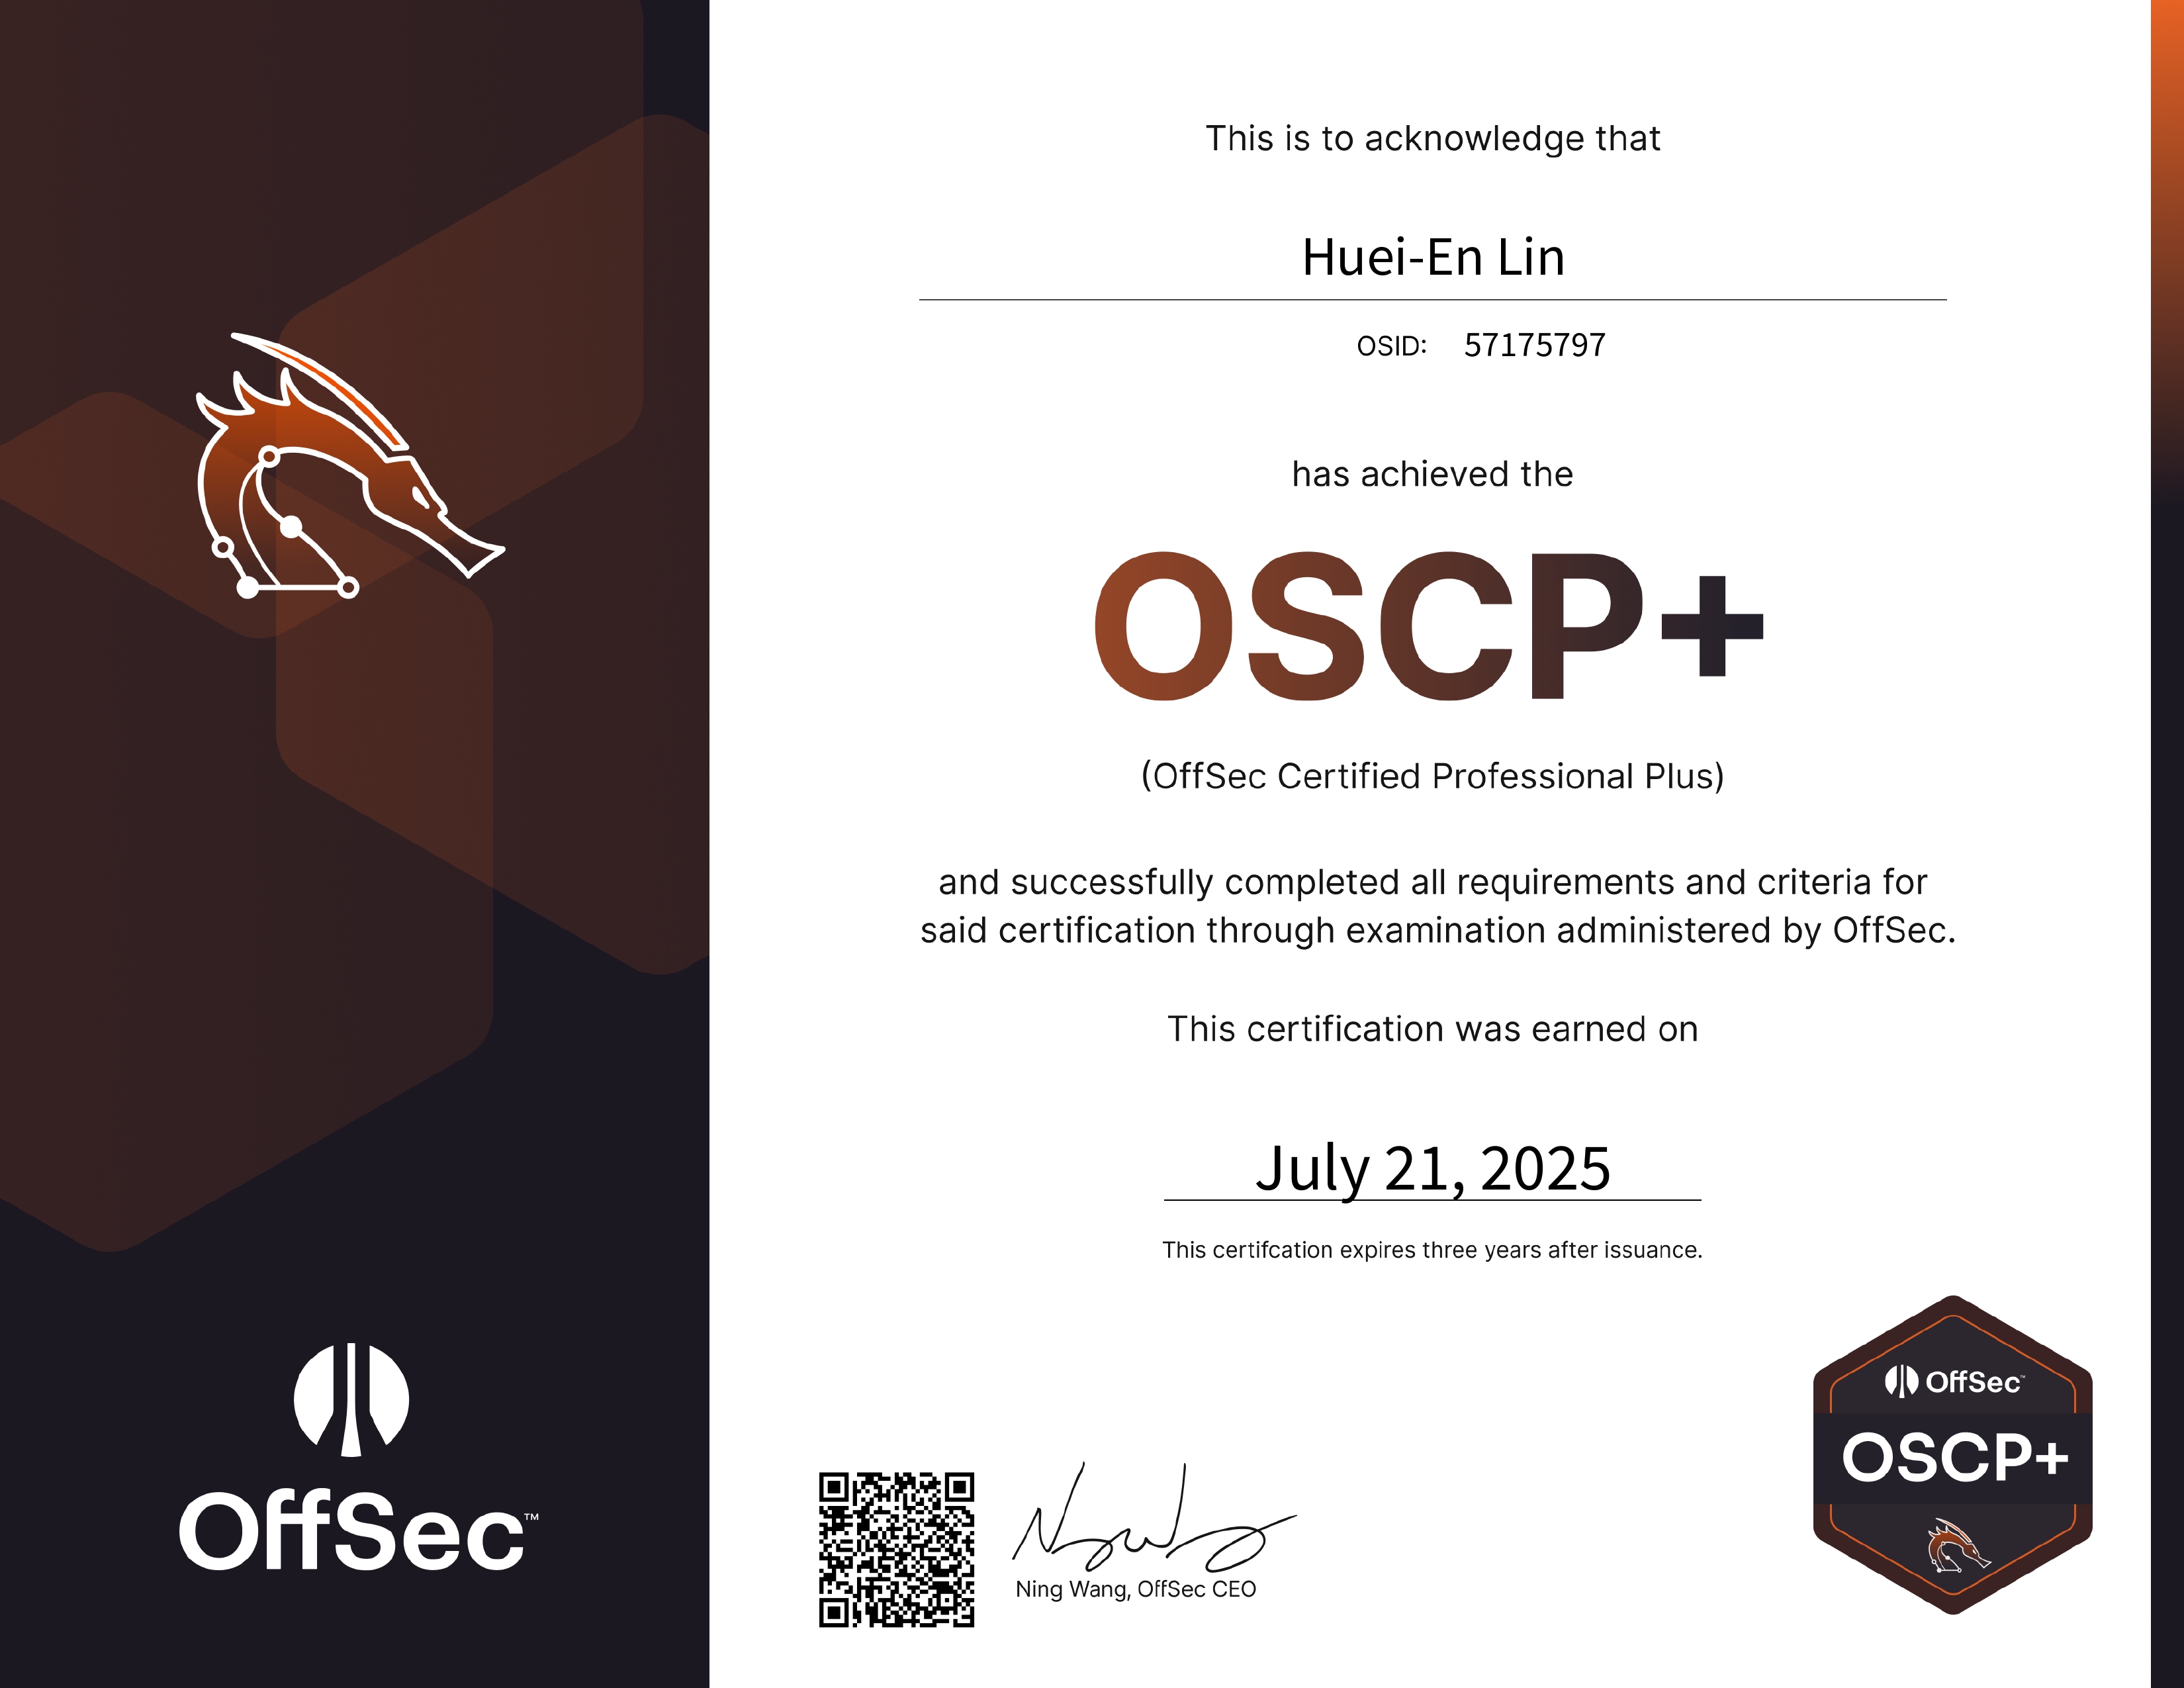 This is to acknowledge that
Huei-En Lin
OSID: 57175797
has achieved the
OSCP+
(OffSec Certified Professional Plus)
and successfully completed all requirements and criteria for
said certification through examination administered by OffSec.
This certification was earned on
July 21, 2025
This certifcation expires three years after issuance.
OffSec™
Ning Wang, OffSec CEO
OffSec™
OSCP+